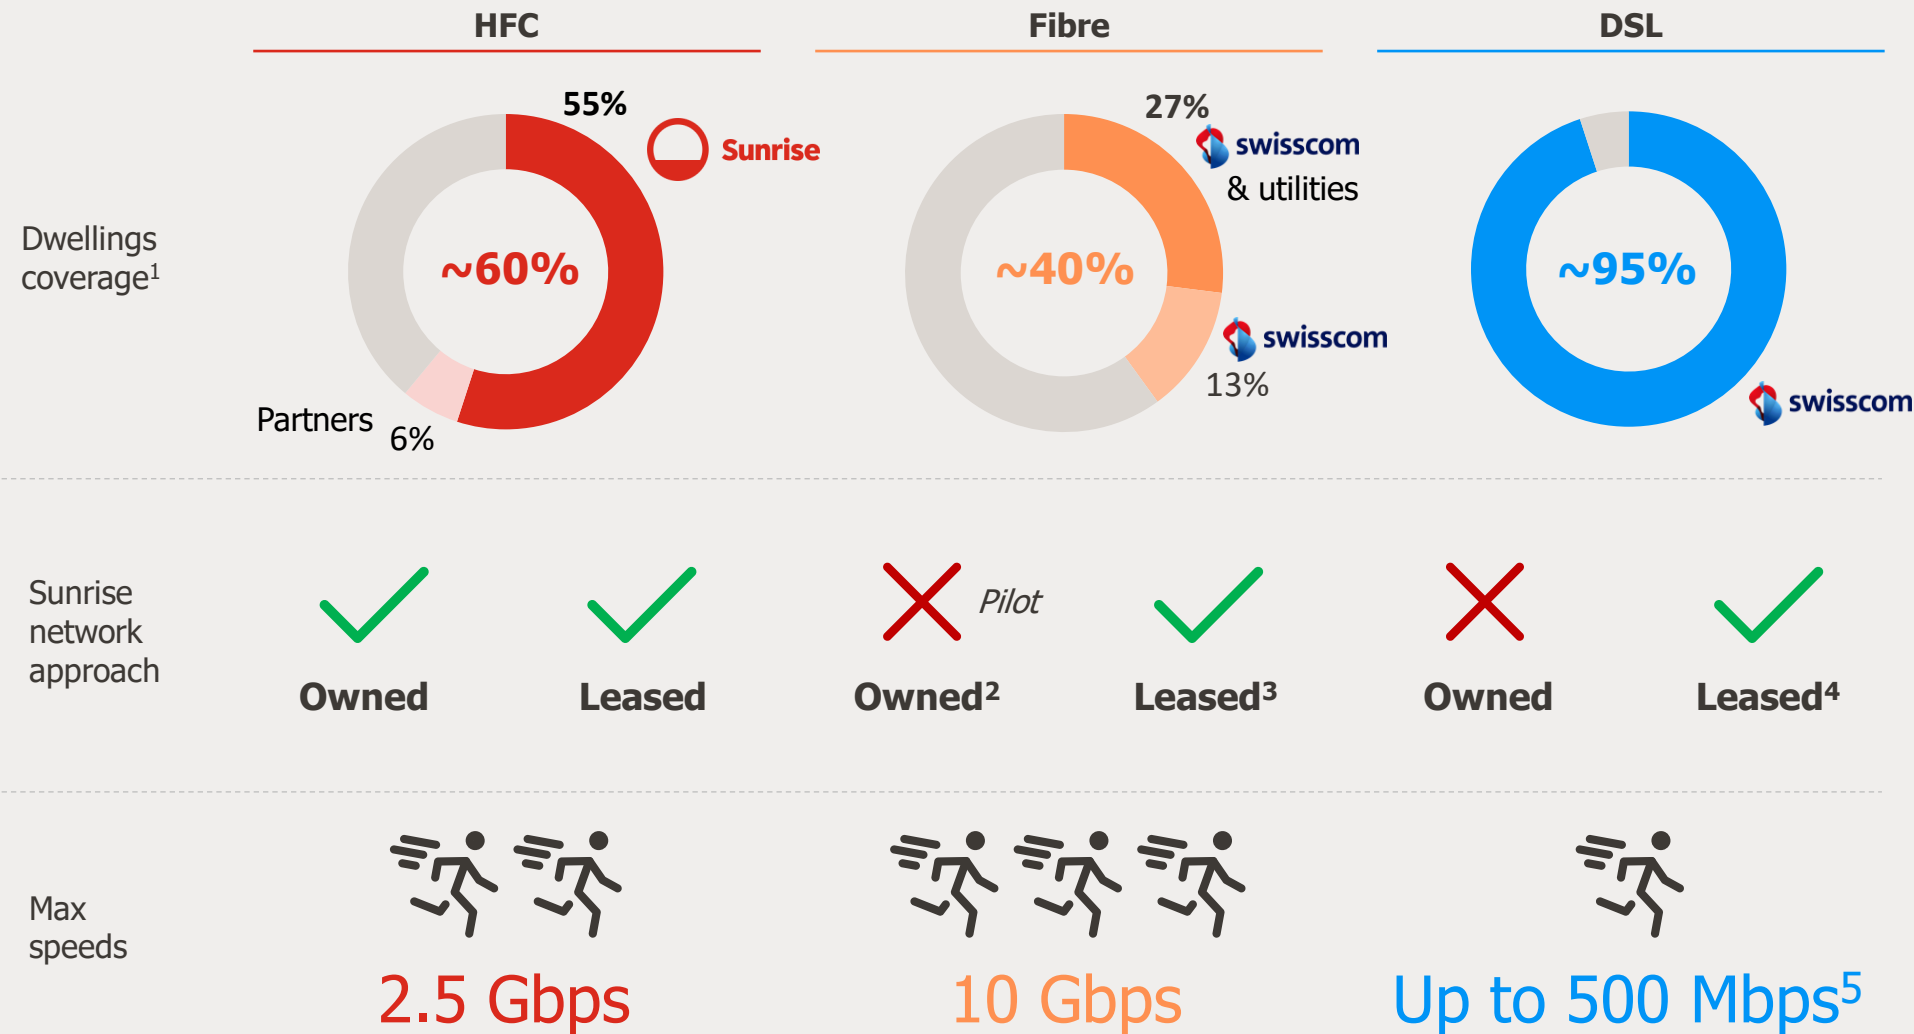 HFC
Fibre
DSL
Dwellings
coverage¹
55%
Sunrise
~60%
Partners
6%
27%
swisscom
& utilities
~40%
swisscom
13%
~95%
swisscom
Sunrise
network
approach
Owned
Leased
Pilot
Owned²
Leased³
Owned
Leased⁴
Max
speeds
2.5 Gbps
10 Gbps
Up to 500 Mbps⁵